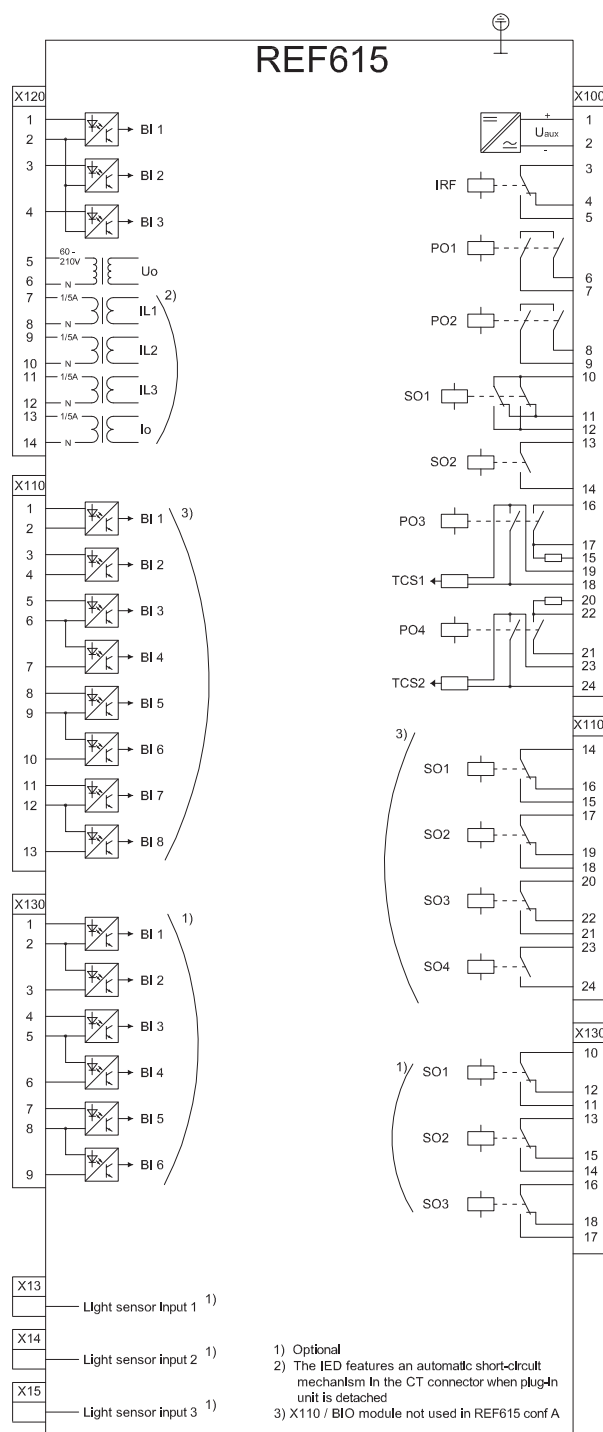 REF615
X120
1
2
BI 1
3
BI 2
4
BI 3
5
60 -
210V
6
N
Uo
7
1/5A
2)
8
N
IL1
9
1/5A
10
N
IL2
11
1/5A
12
N
IL3
13
1/5A
14
N
Io
X110
1
2
BI 1
3)
3
4
BI 2
5
6
BI 3
7
BI 4
8
9
BI 5
10
BI 6
11
12
BI 7
13
BI 8
X130
1
2
BI 1
1)
3
BI 2
4
5
BI 3
6
BI 4
7
8
BI 5
9
BI 6
X13
Light sensor input 1 1)
X14
Light sensor input 2 1)
X15
Light sensor input 3 1)
X100
+
Uaux
-
1
2
IRF
3
4
5
PO1
6
7
PO2
8
9
SO1
10
11
12
SO2
13
14
PO3
16
17
15
19
18
TCS1
20
22
PO4
21
23
TCS2
24
X110
3)
SO1
14
16
15
SO2
17
19
18
SO3
20
22
21
SO4
23
24
X130
1)
SO1
10
12
11
SO2
13
15
14
SO3
16
18
17
1) Optional
2) The IED features an automatic short-circuit
mechanism in the CT connector when plug-in
unit is detached
3) X110 / BIO module not used in REF615 conf A